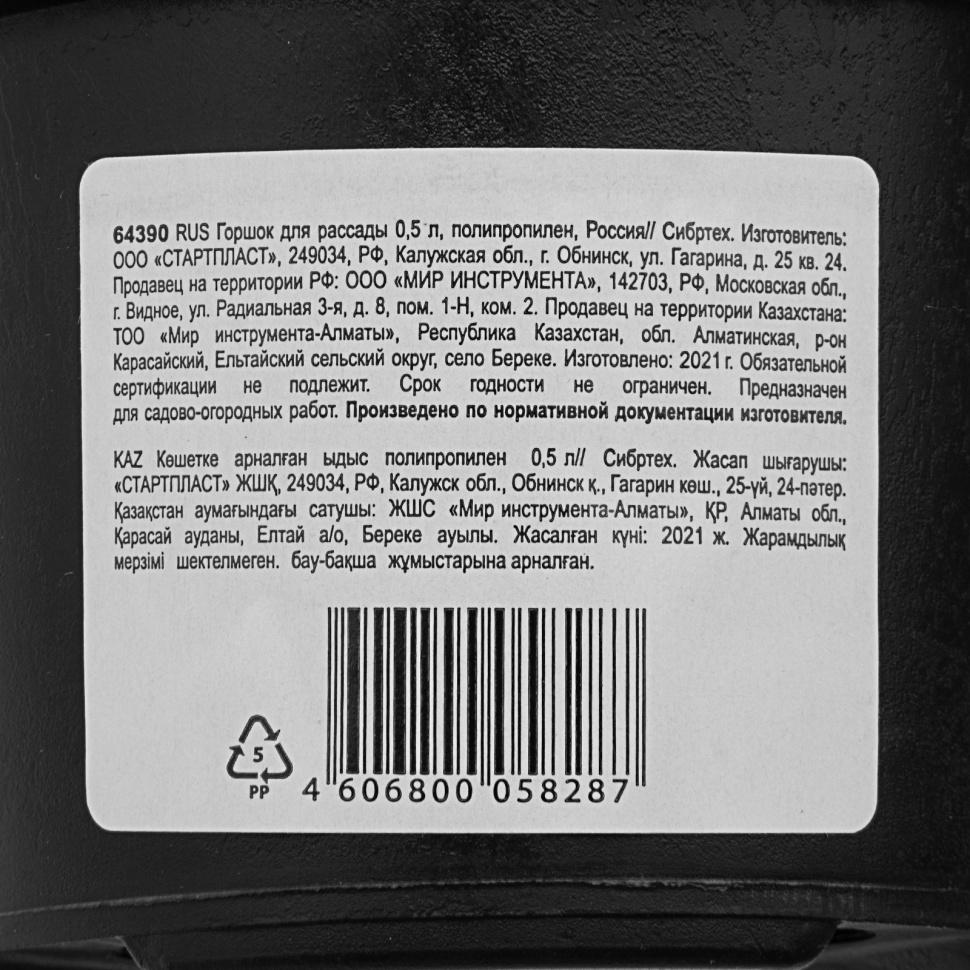 64390 RUS Горшок для рассады 0,5 л, полипропилен, Россия// Сибртех. Изготовитель:
ООО «СТАРТПЛАСТ», 249034, РФ, Калужская обл., г. Обнинск, ул. Гагарина, д. 25 кв. 24.
Продавец на территории РФ: ООО «МИР ИНСТРУМЕНТА», 142703, РФ, Московская обл.,
г. Видное, ул. Радиальная 3-я, д. 8, пом. 1-Н, ком. 2. Продавец на территории Казахстана:
ТОО «Мир инструмента-Алматы», Республика Казахстан, обл. Алматинская, р-он
Карасайский, Ельтайский сельский округ, село Береке. Изготовлено: 2021 г. Обязательной
сертификации не подлежит. Срок годности не ограничен. Предназначен
для садово-огородных работ. Произведено по нормативной документации изготовителя.
KAZ Көшетке арналған ыдыс полипропилен 0,5 л// Сибртех. Жасап шығарушы:
«СТАРТПЛАСТ» ЖШҚ, 249034, РФ, Калужск обл., Обнинск қ., Гагарин көш., 25-үй, 24-пәтер.
Қазақстан аумағындағы сатушы: ЖШС «Мир инструмента-Алматы», ҚР, Алматы обл.,
Қарасай ауданы, Елтай а/о, Береке ауылы. Жасалған күні: 2021 ж. Жарамдылық
мерзімі шектелмеген. бау-бақша жұмыстарына арналған.
5
PP
4 606800 058287